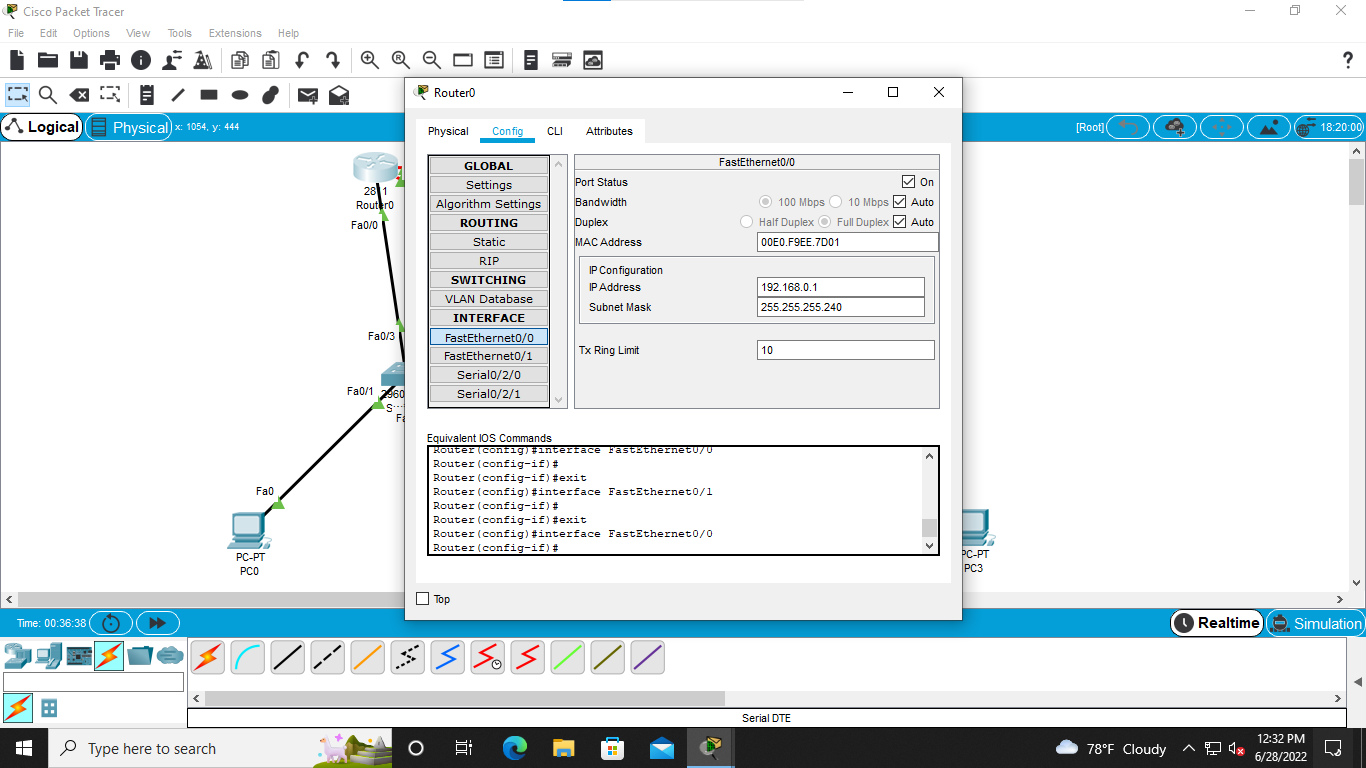 Cisco Packet Tracer
File Edit Options View Tools Extensions Help
?
Logical Physical x: 1054, y: 444
[Root] 18:20:00
Router0
Physical Config CLI Attributes
GLOBAL
Settings
Algorithm Settings
ROUTING
Static
RIP
SWITCHING
VLAN Database
INTERFACE
FastEthernet0/0
FastEthernet0/1
Serial0/2/0
Serial0/2/1
FastEthernet0/0
Port Status On
Bandwidth 100 Mbps 10 Mbps Auto
Duplex Half Duplex Full Duplex Auto
MAC Address 00E0.F9EE.7D01
IP Configuration
IP Address 192.168.0.1
Subnet Mask 255.255.255.240
Tx Ring Limit 10
Equivalent IOS Commands
Router(config)#interface FastEthernet0/0
Router(config-if)#
Router(config-if)#exit
Router(config)#interface FastEthernet0/1
Router(config-if)#
Router(config-if)#exit
Router(config)#interface FastEthernet0/0
Router(config-if)#
Top
Router0
Fa0/0
Fa0/3
Fa0/1
Fa0
PC-PT
PC0
PC-PT
PC3
Time: 00:36:38
Realtime Simulation
Serial DTE
Type here to search
78°F Cloudy
12:32 PM
6/28/2022